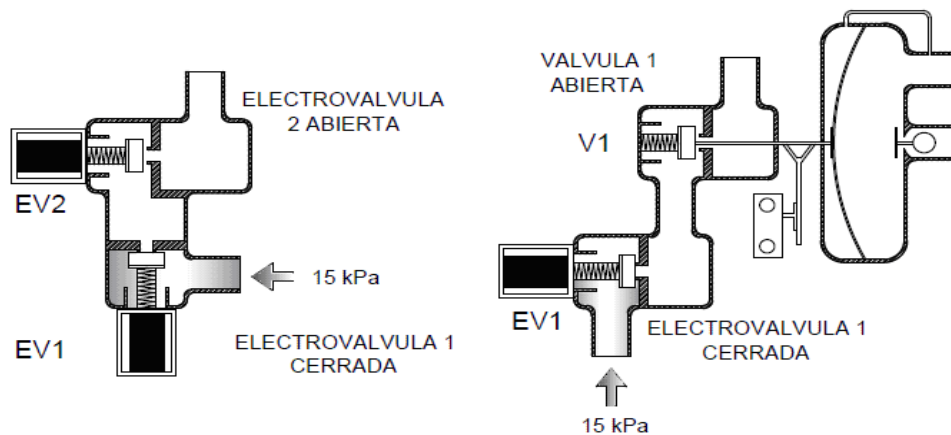 ELECTROVALVULA
2 ABIERTA
EV2
15 kPa
EV1
ELECTROVALVULA 1
CERRADA
VALVULA 1
ABIERTA
V1
EV1
ELECTROVALVULA 1
CERRADA
15 kPa